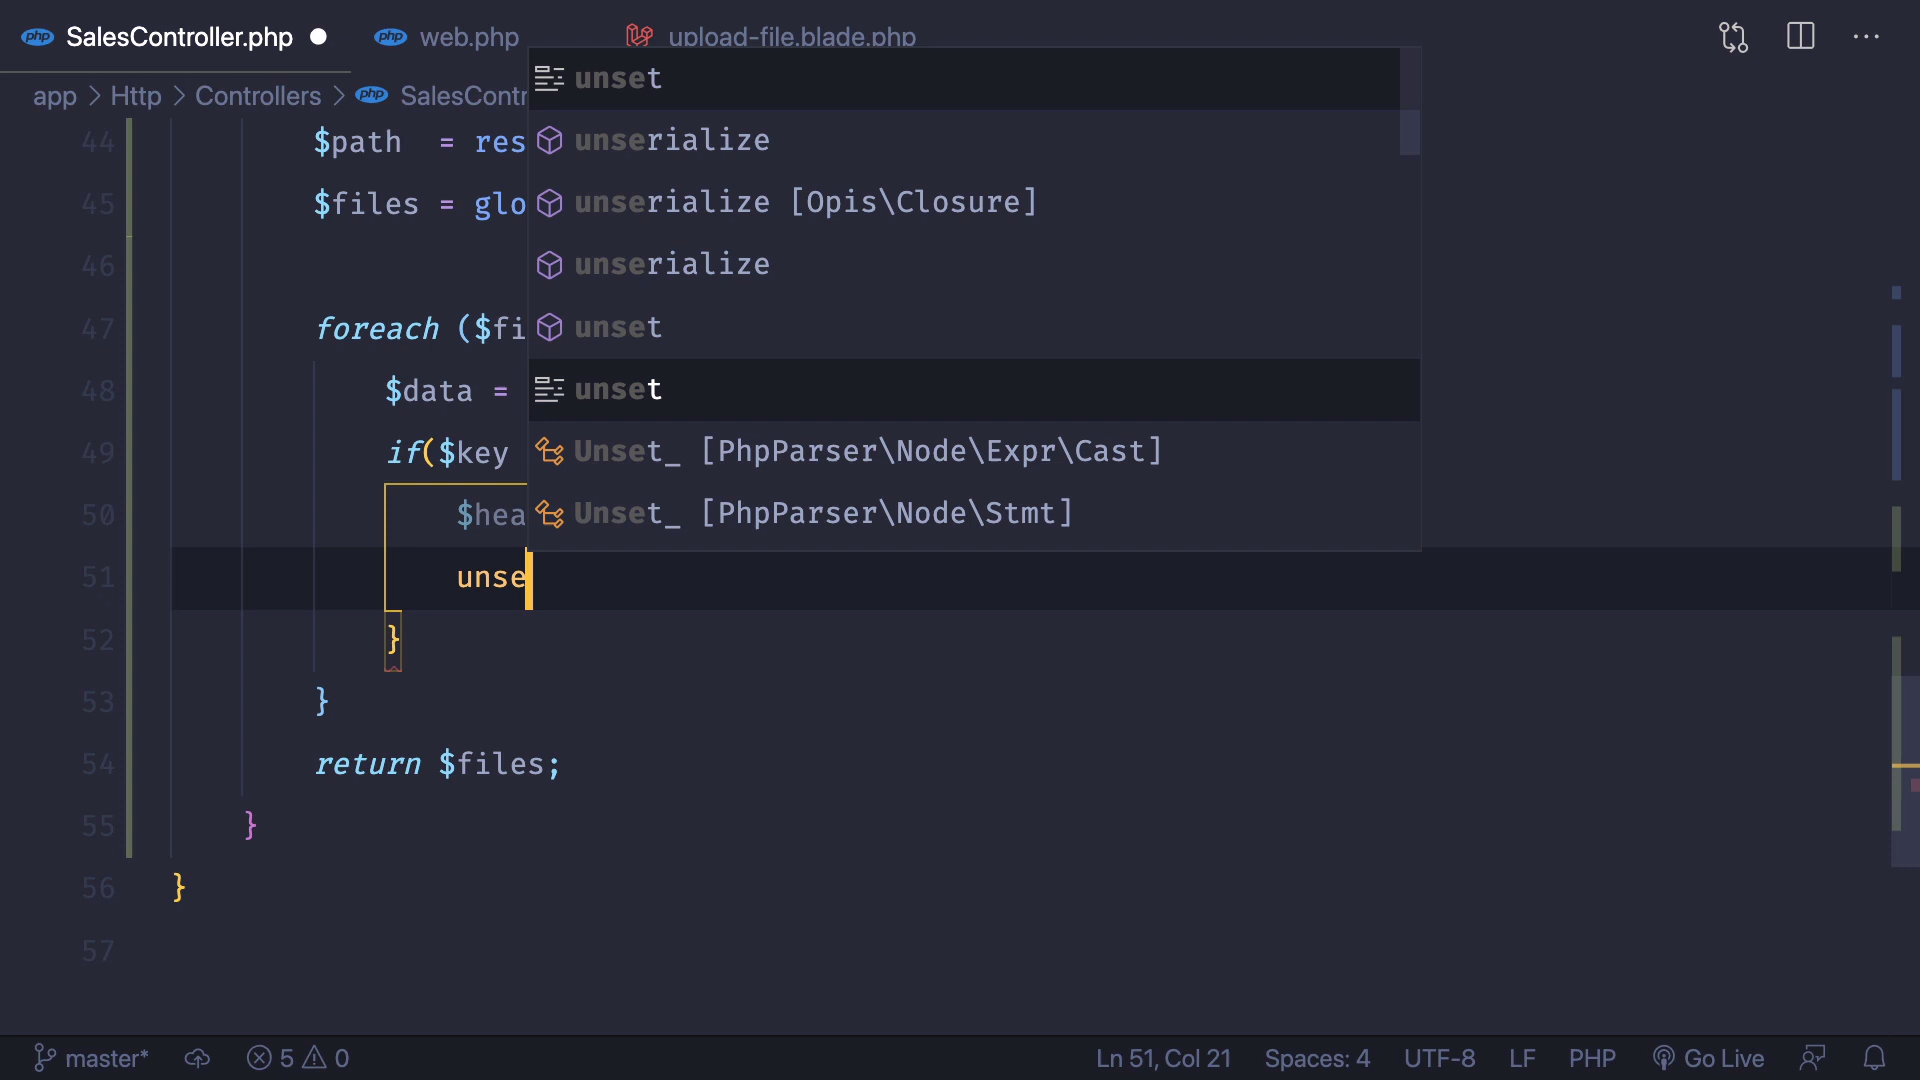 php SalesController.php php web.php upload-file.blade.php
app > Http > Controllers > php SalesContr
unset
unserialize
unserialize [Opis\Closure]
unserialize
unset
unset
Unset_ [PhpParser\Node\Expr\Cast]
Unset_ [PhpParser\Node\Stmt]
44 $path = res
45 $files = glo
46
47 foreach ($fi
48 $data =
49 if($key
50 $hea
51 unse
52 }
53 }
54 return $files;
55 }
56 }
57
master* 5 0 Ln 51, Col 21 Spaces: 4 UTF-8 LF PHP Go Live